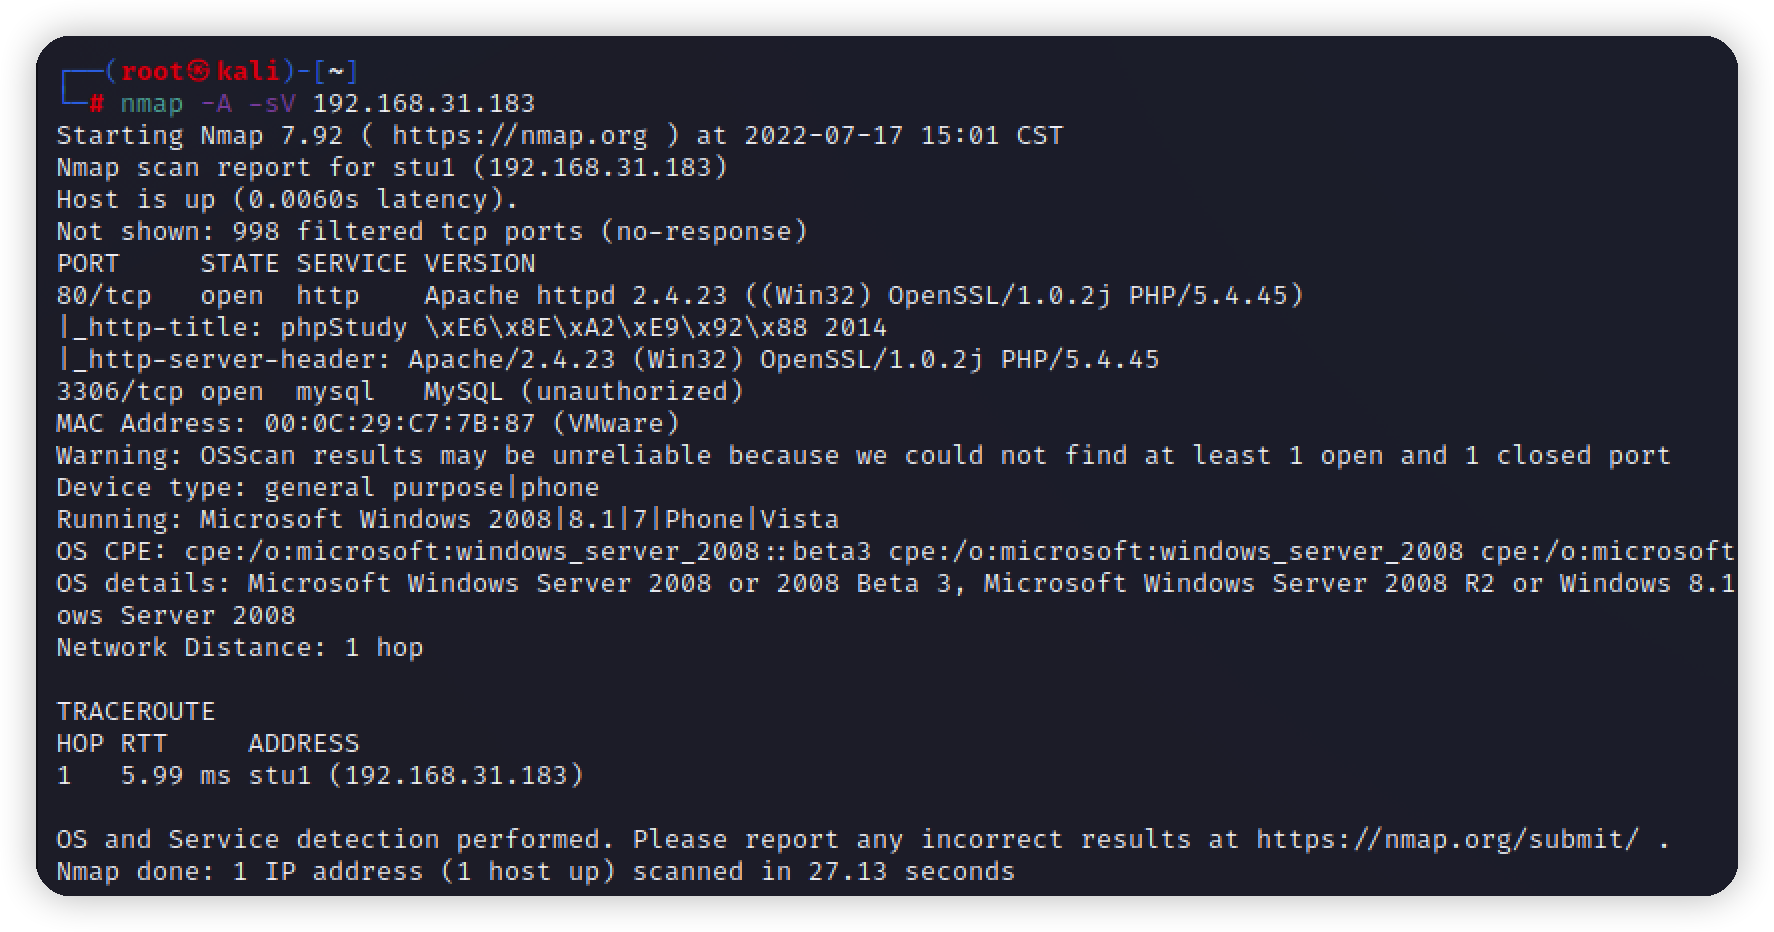 ┌──(root㉿kali)-[~]
└─# nmap -A -sV 192.168.31.183
Starting Nmap 7.92 ( https://nmap.org ) at 2022-07-17 15:01 CST
Nmap scan report for stu1 (192.168.31.183)
Host is up (0.0060s latency).
Not shown: 998 filtered tcp ports (no-response)
PORT     STATE SERVICE VERSION
80/tcp   open  http    Apache httpd 2.4.23 ((Win32) OpenSSL/1.0.2j PHP/5.4.45)
|_http-title: phpStudy \xE6\x8E\xA2\xE9\x92\x88 2014
|_http-server-header: Apache/2.4.23 (Win32) OpenSSL/1.0.2j PHP/5.4.45
3306/tcp open  mysql   MySQL (unauthorized)
MAC Address: 00:0C:29:C7:7B:87 (VMware)
Warning: OSScan results may be unreliable because we could not find at least 1 open and 1 closed port
Device type: general purpose|phone
Running: Microsoft Windows 2008|8.1|7|Phone|Vista
OS CPE: cpe:/o:microsoft:windows_server_2008::beta3 cpe:/o:microsoft:windows_server_2008 cpe:/o:microsoft
OS details: Microsoft Windows Server 2008 or 2008 Beta 3, Microsoft Windows Server 2008 R2 or Windows 8.1
ows Server 2008
Network Distance: 1 hop
TRACEROUTE
HOP RTT     ADDRESS
1   5.99 ms stu1 (192.168.31.183)
OS and Service detection performed. Please report any incorrect results at https://nmap.org/submit/ .
Nmap done: 1 IP address (1 host up) scanned in 27.13 seconds